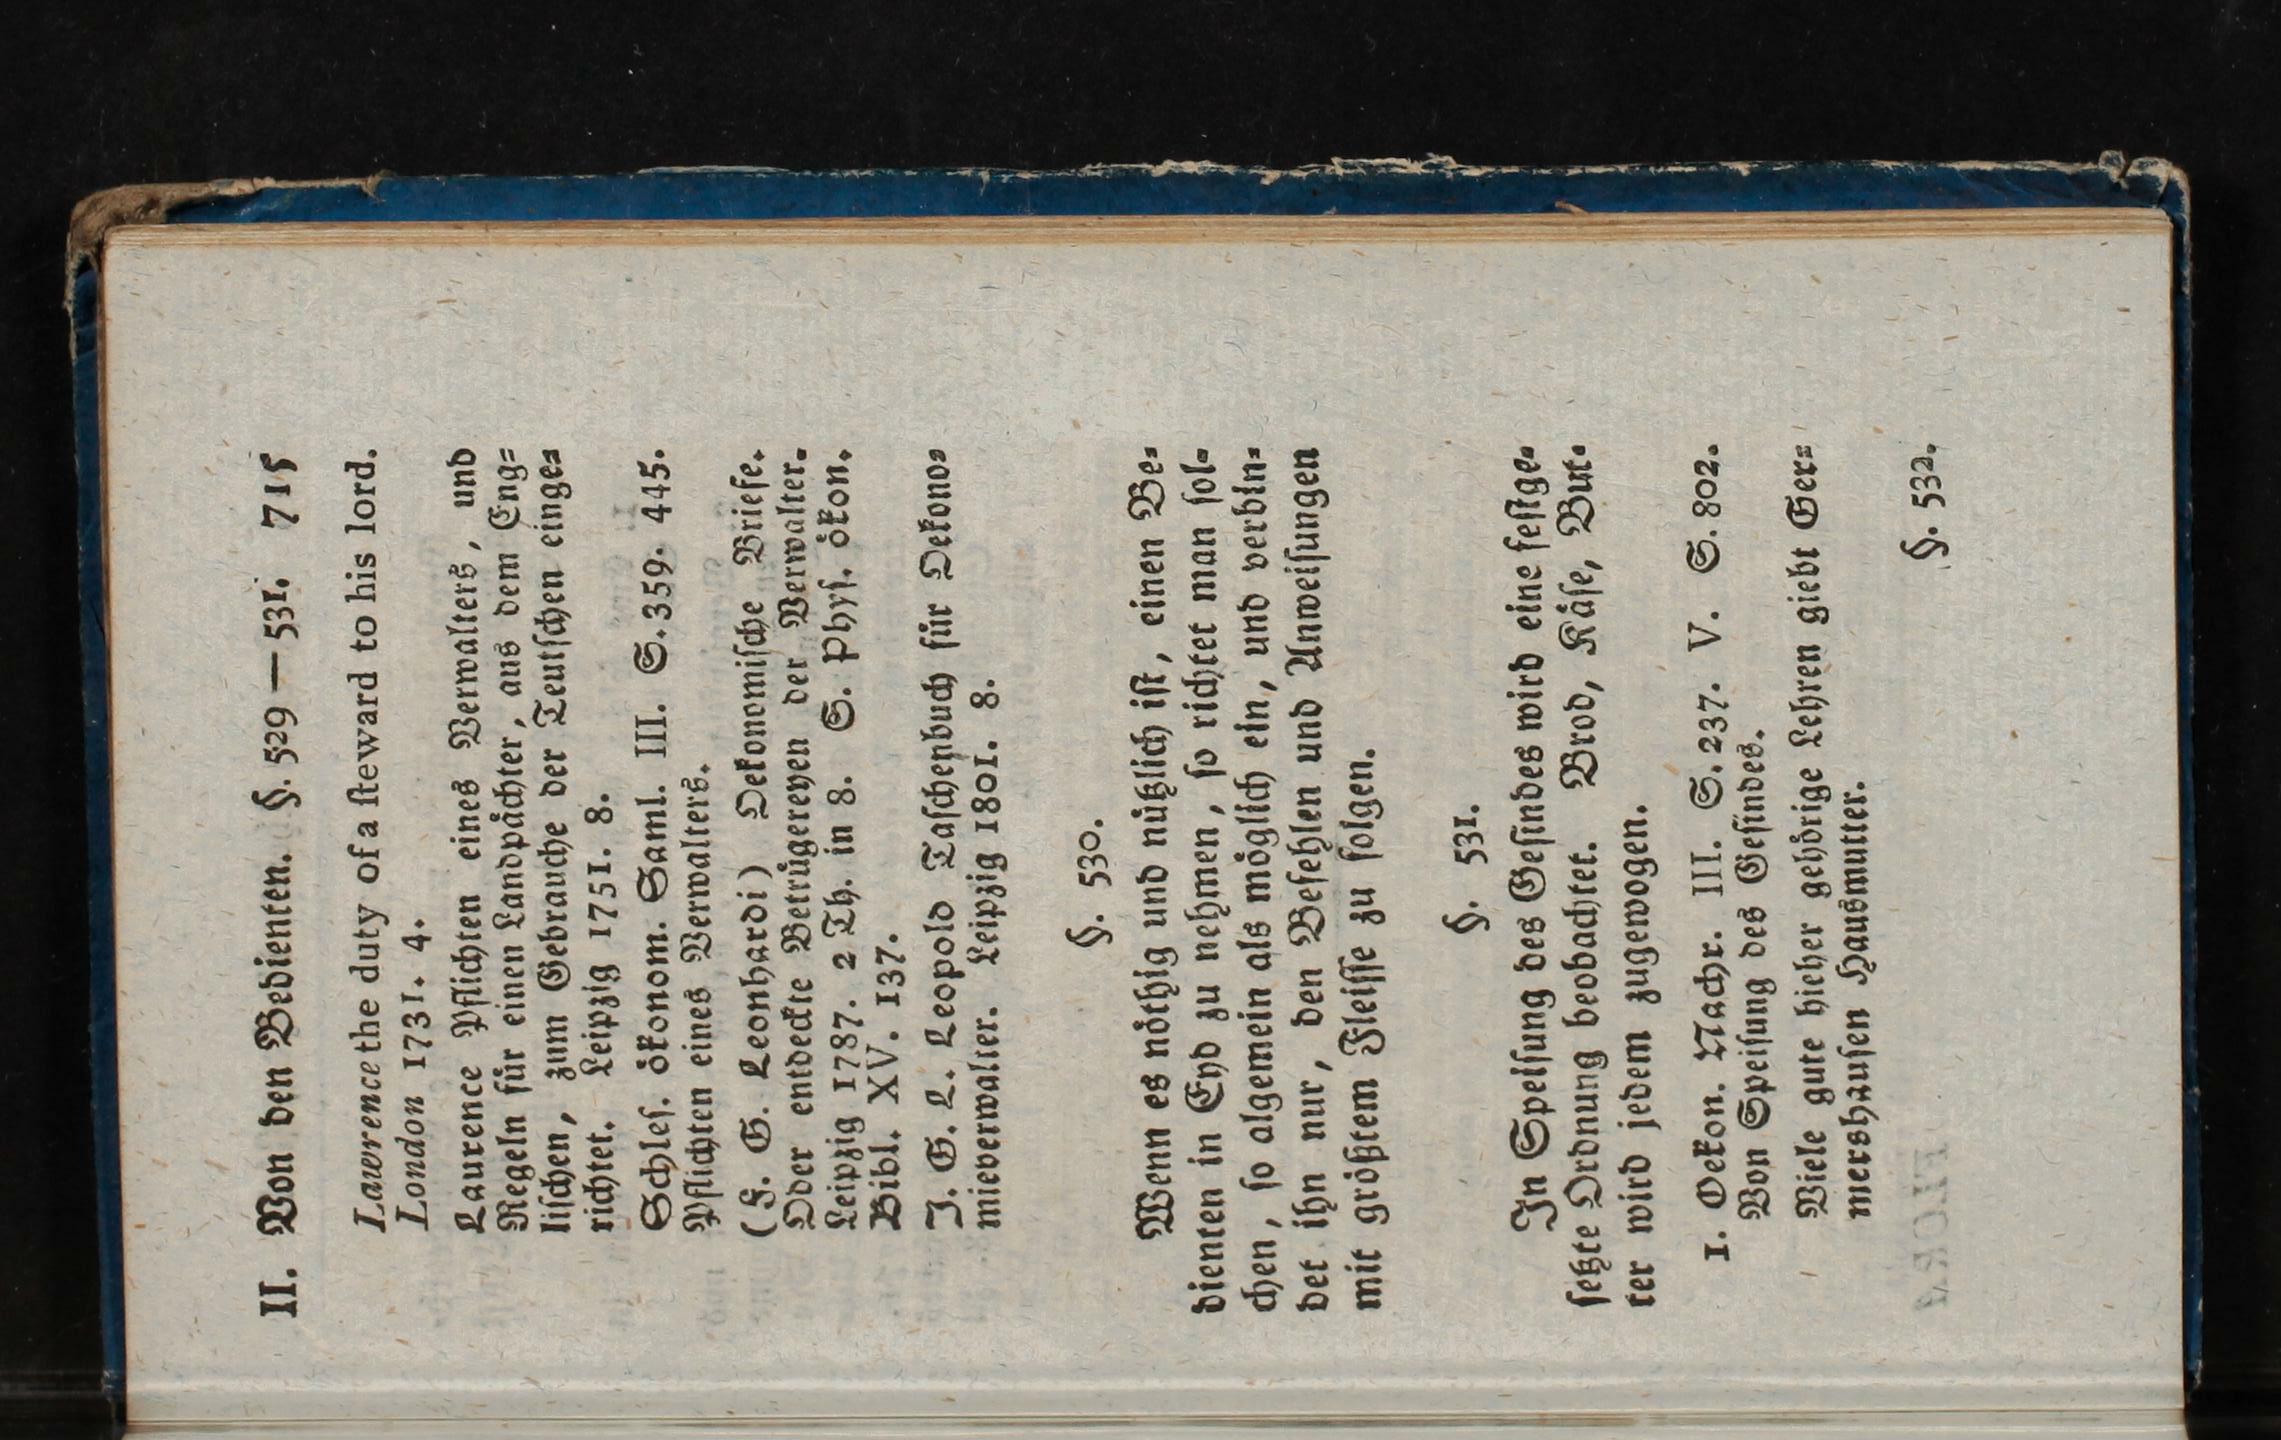 II. Von den Bedienten. §. 529 — 531. 715
Lawrence the duty of a ſteward to his lord.
London 1731. 4.
Laurence Pflichten eines Verwalters, und
Regeln für einen Landpächter, aus dem Eng=
liſchen, zum Gebrauche der Teutſchen einge=
richtet. Leipzig 1751. 8.
Schleſ. ökonom. Saml. III. S. 359. 445.
Pflichten eines Verwalters.
(F. G. Leonhardi) Oekonomiſche Briefe.
Oder entdeckte Betrügereyen der Verwalter.
Leipzig 1787. 2 Th. in 8. S. Phyſ. ökon.
Bibl. XV. 137.
J. G. L. Leopold Taſchenbuch für Oekono=
mieverwalter. Leipzig 1801. 8.
§. 530.
Wenn es nöthig und nützlich iſt, einen Be=
dienten in Eyd zu nehmen, ſo richtet man ſol=
chen, ſo algemein als möglich ein, und verbin=
det ihn nur, den Befehlen und Anweiſungen
mit größtem Fleiſſe zu folgen.
§. 531.
In Speiſung des Geſindes wird eine feſtge=
ſetzte Ordnung beobachtet. Brod, Käſe, But=
ter wird jedem zugewogen.
1. Oekon. Nachr. III. S. 237. V. S. 802.
Von Speiſung des Geſindes.
Viele gute hieher gehörige Lehren giebt Ger=
mershauſen Hausmutter.
§. 532.